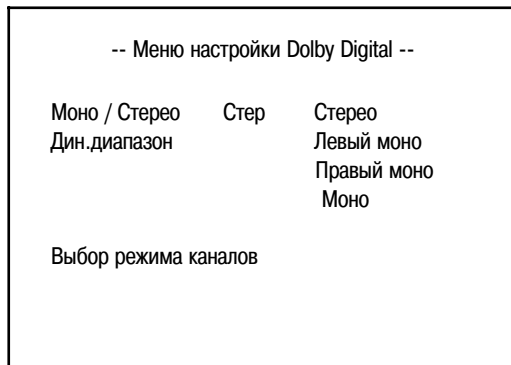 -- Меню настройки Dolby Digital --
Моно / Стерео Стер Стерео
Дин.диапазон Левый моно
Правый моно
Моно
Выбор режима каналов